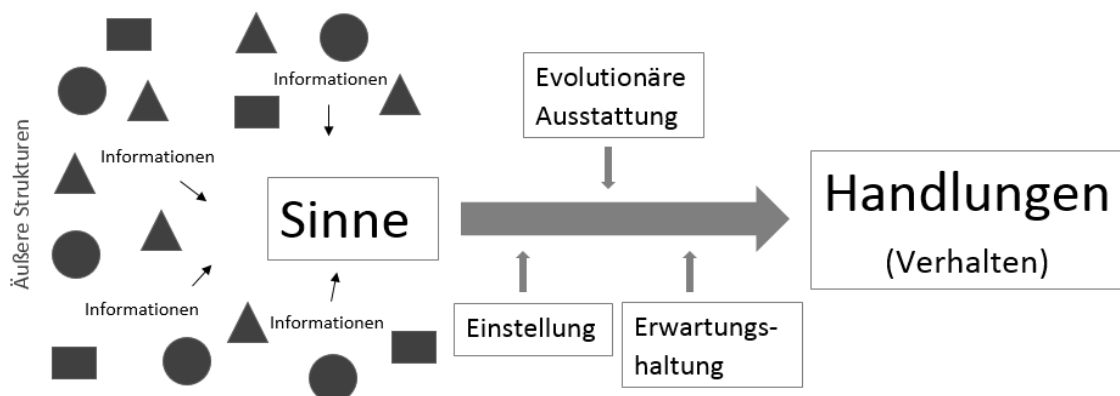 Äußere Strukturen
Informationen
Informationen
Informationen
Informationen
Sinne
Evolutionäre
Ausstattung
Einstellung
Erwartungs-
haltung
Handlungen
(Verhalten)